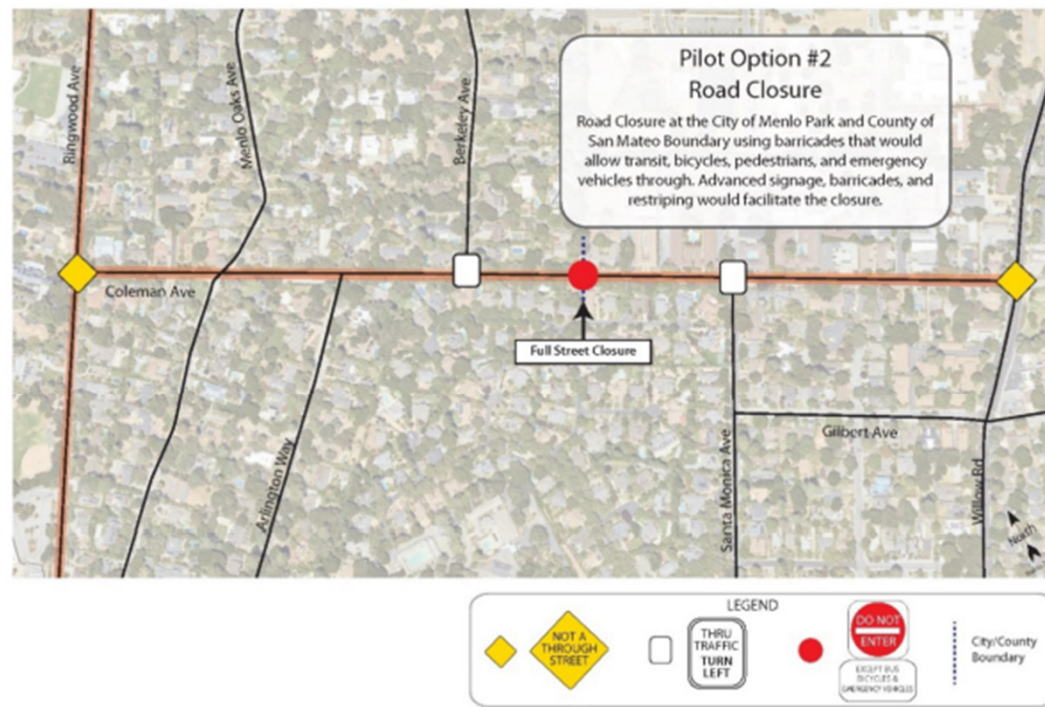 Pilot Option #2
Road Closure
Road Closure at the City of Menlo Park and County of
San Mateo Boundary using barricades that would
allow transit, bicycles, pedestrians, and emergency
vehicles through. Advanced signage, barricades, and
restriping would facilitate the closure.
Ringwood Ave
Menlo Oaks Ave
Berkeley Ave
Coleman Ave
Full Street Closure
Arlington Way
Santa Monica Ave
Gilbert Ave
Willow Rd
North
LEGEND
NOT A
THROUGH
STREET
THRU
TRAFFIC
TURN
LEFT
DO NOT
ENTER
EXCEPT BUS
BICYCLES &
EMERGENCY VEHICLES
City/County
Boundary